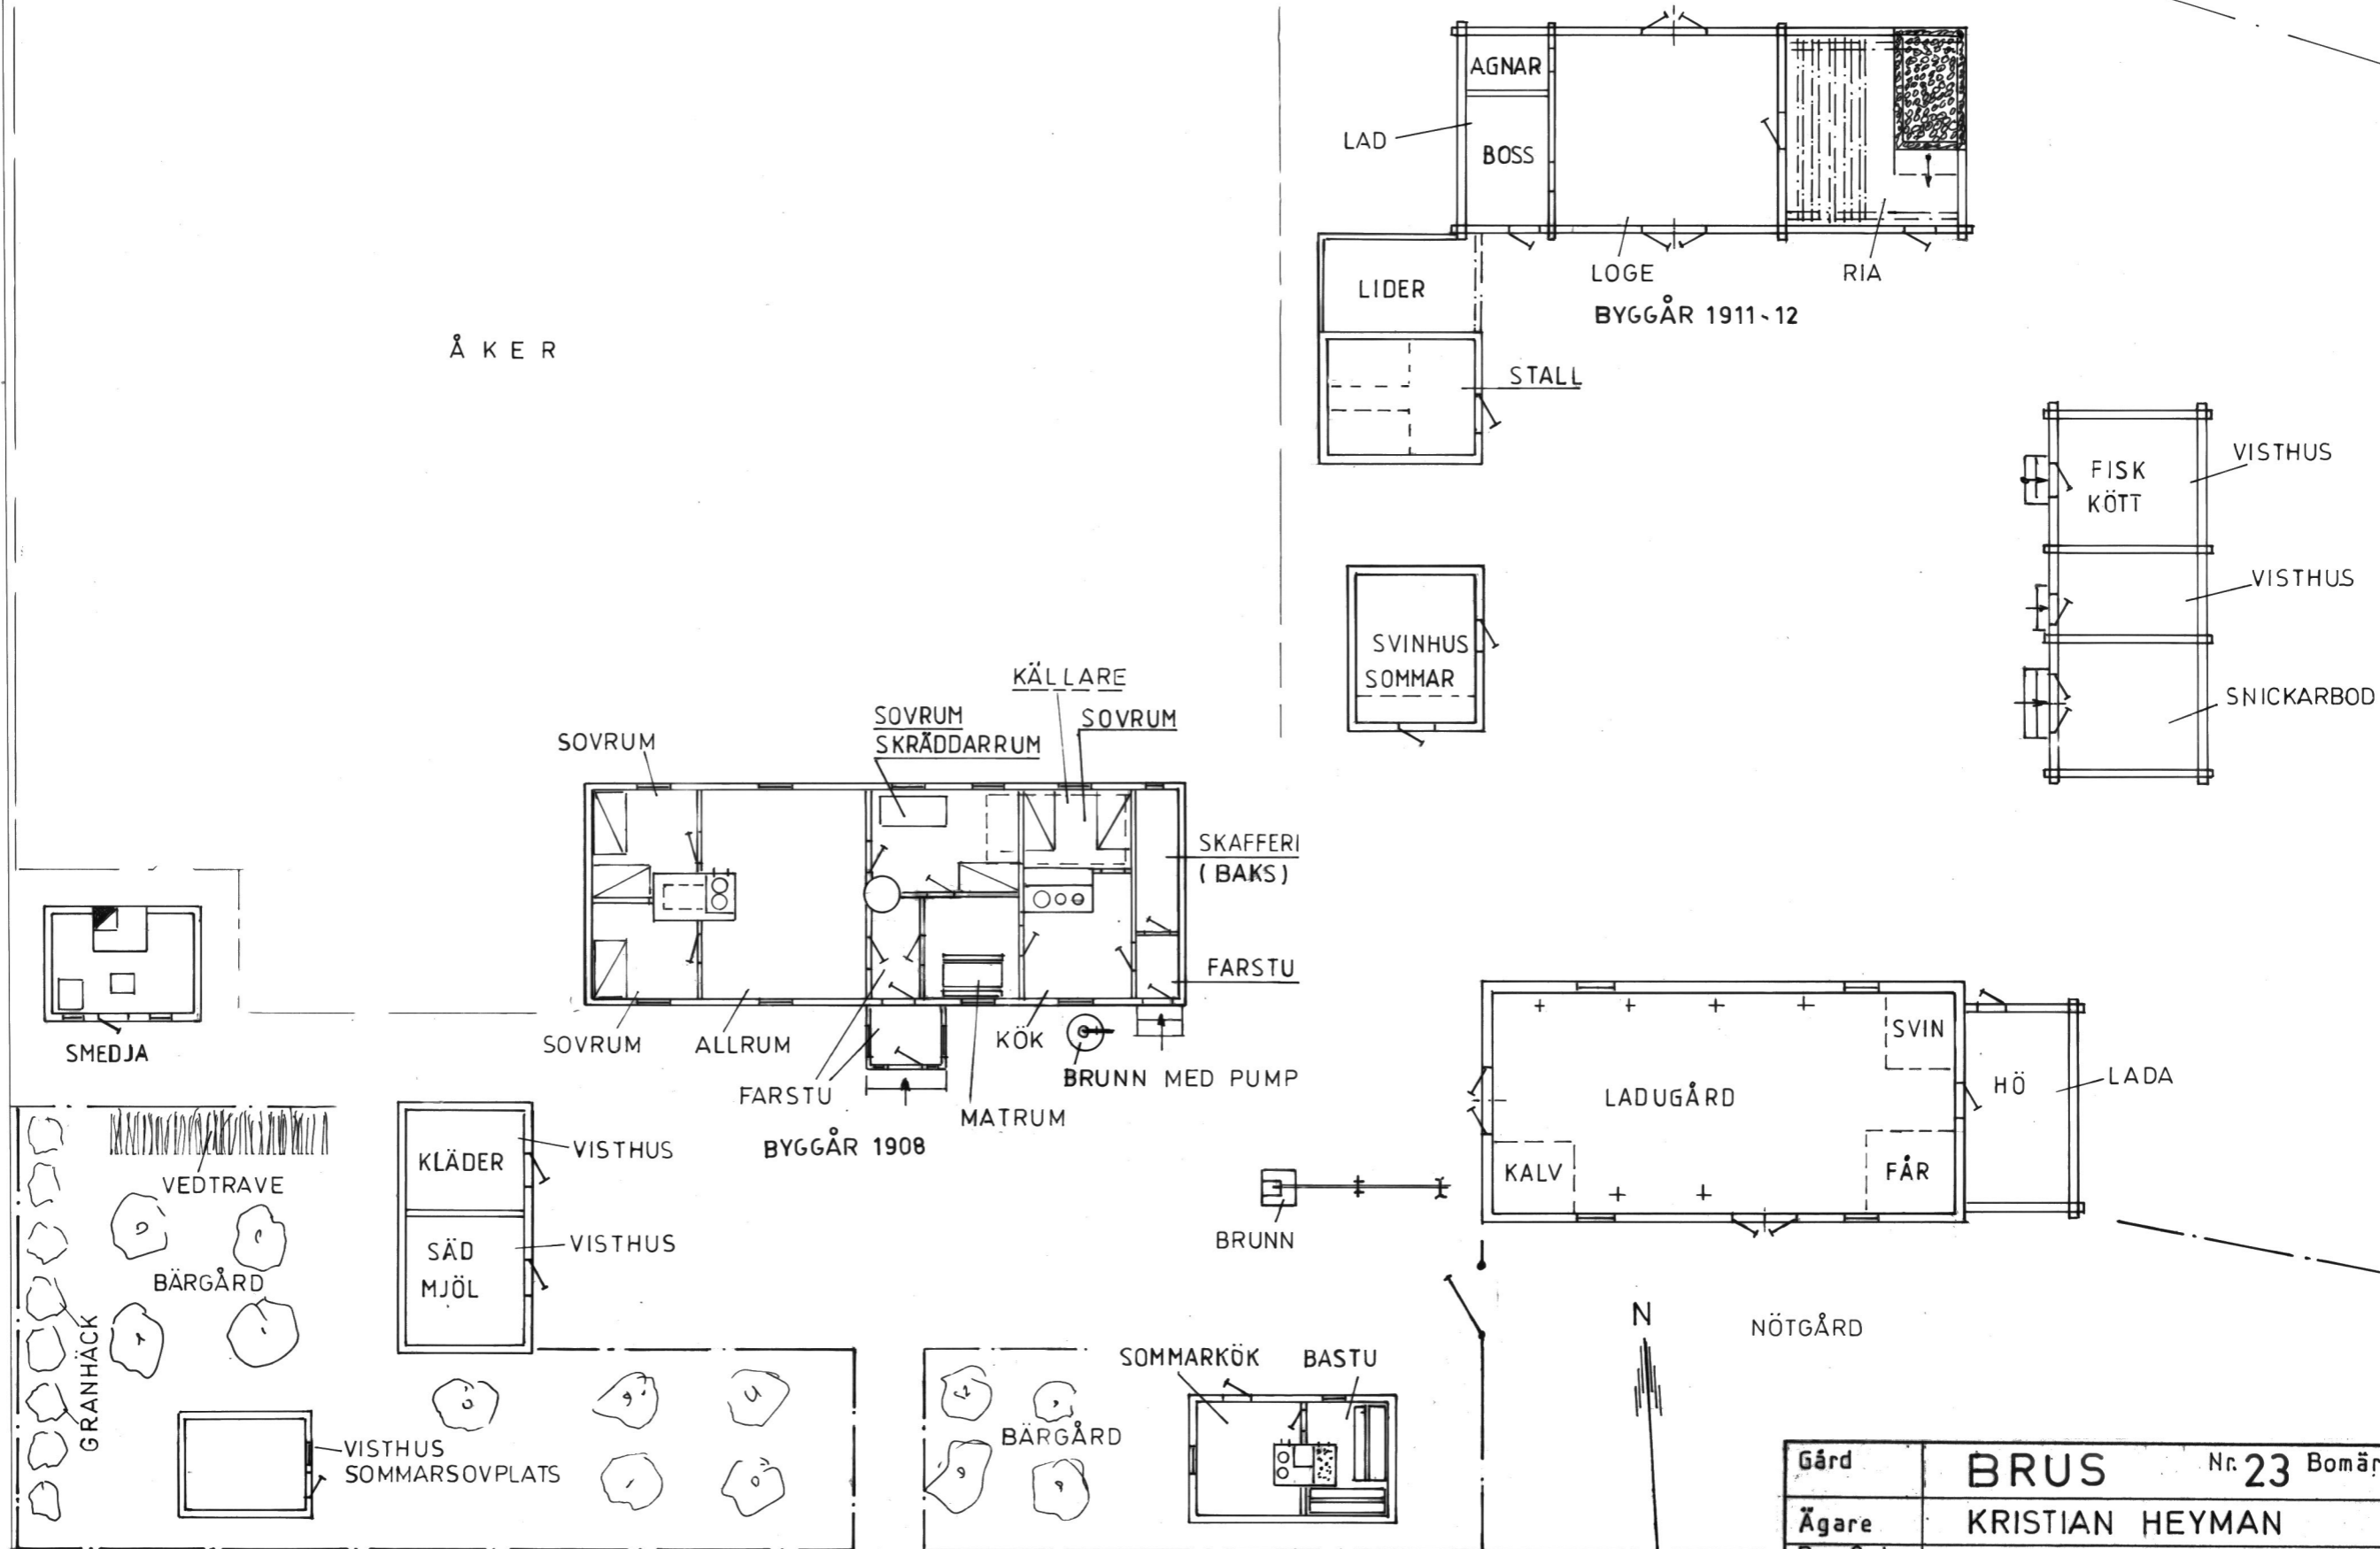 AGNAR
LAD
BOSS
LIDER
LOGE
RIA
BYGGÅR 1911-12
ÅKER
STALL
FISK
KÖTT
VISTHUS
VISTHUS
SNICKARBOD
SVINHUS
SOMMAR
KÄLLARE
SOVRUM
SKRÄDDARRUM
SOVRUM
SOVRUM
SKAFFERI
(BAKS)
FARSTU
SMEDJA
SOVRUM
ALLRUM
KÖK
FARSTU
BRUNN MED PUMP
MATRUM
BYGGÅR 1908
SVIN
HÖ
LADA
LADUGÅRD
KALV
FÅR
VEDTRAVE
KLÄDER
VISTHUS
SÄD
MJÖL
VISTHUS
BRUNN
BÄRGÅRD
GRANHÄCK
N
NÖTGÅRD
SOMMARKÖK
BASTU
BÄRGÅRD
VISTHUS
SOMMARSOVPLATS
Gård BRUS Nr. 23 Bomär
Ägare KRISTIAN HEYMAN